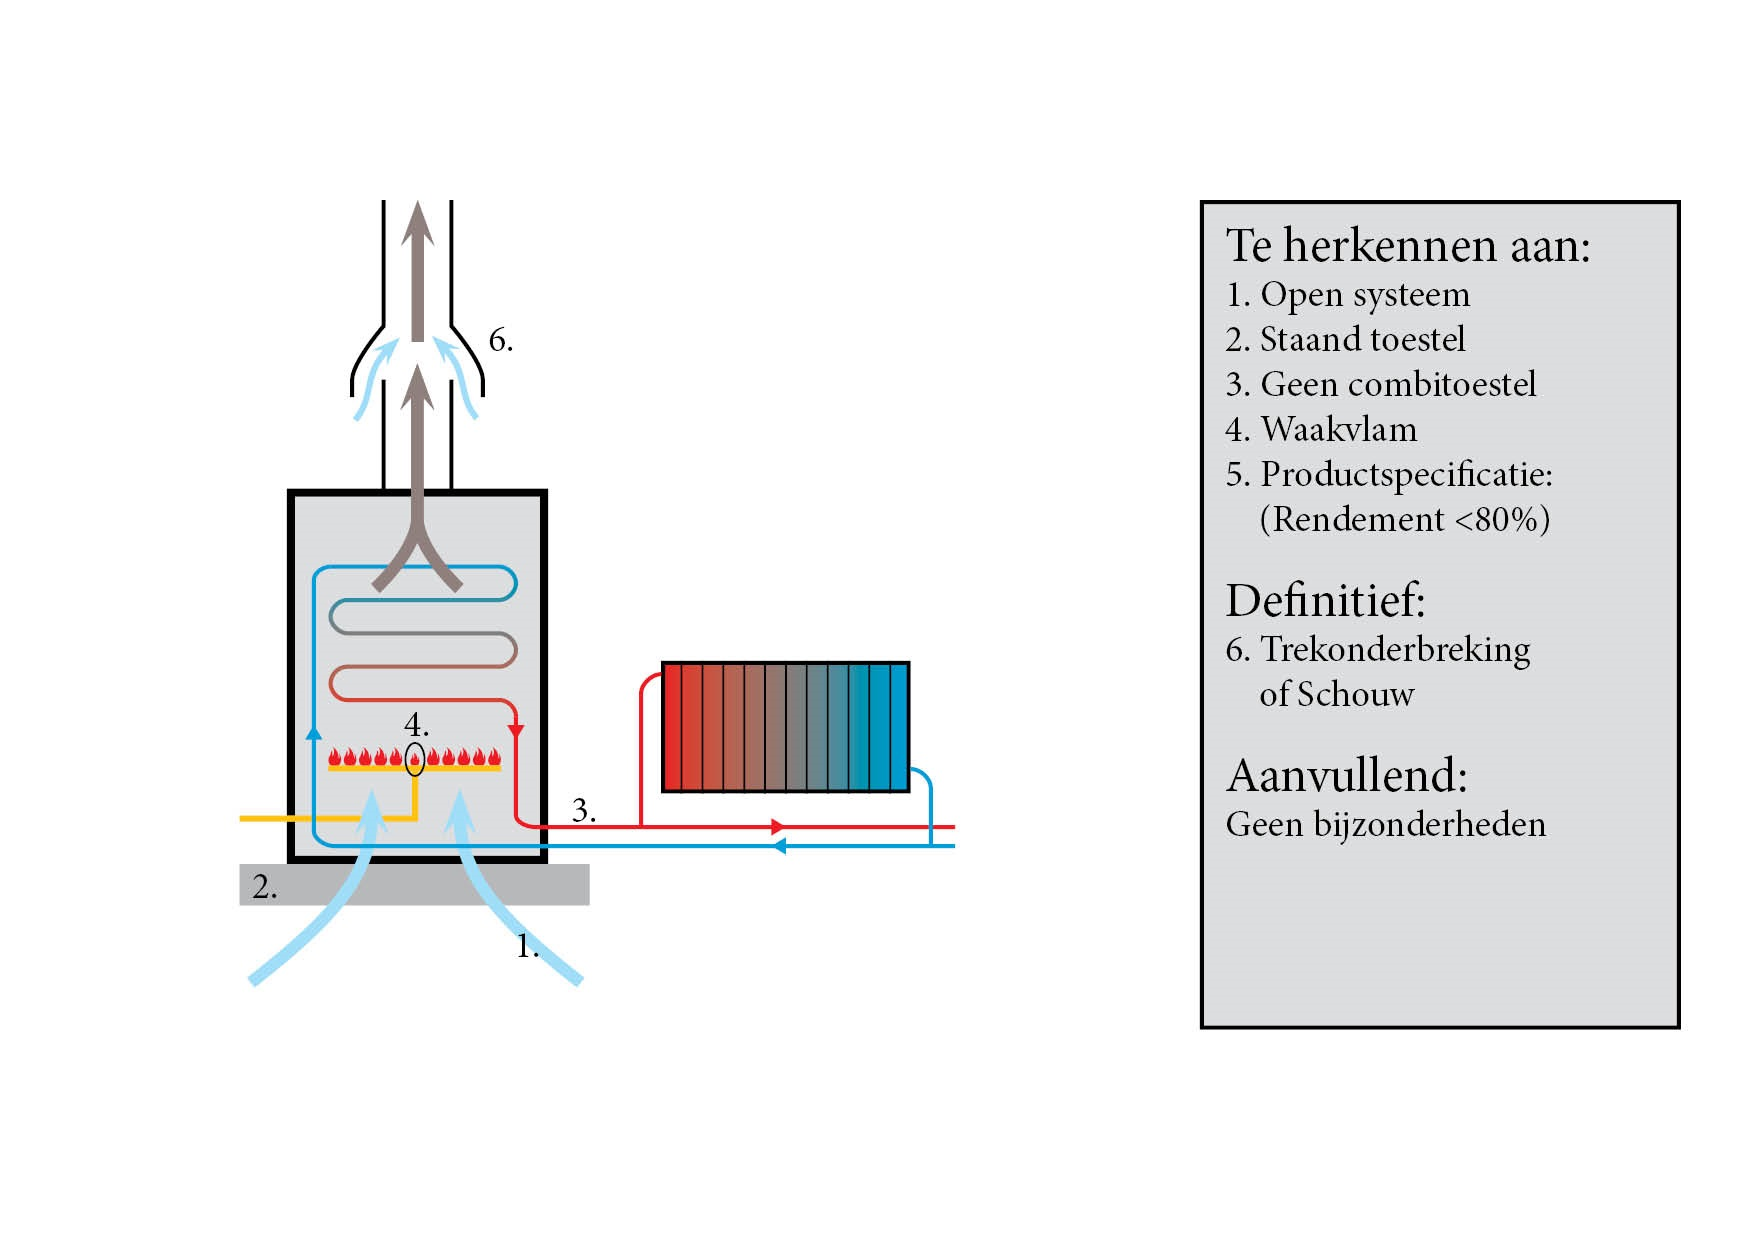 6.
4.
3.
2.
1.
Te herkennen aan:
1. Open systeem
2. Staand toestel
3. Geen combitoestel
4. Waakvlam
5. Productspecificatie:
(Rendement <80%)
Definitief:
6. Trekonderbreking
of Schouw
Aanvullend:
Geen bijzonderheden